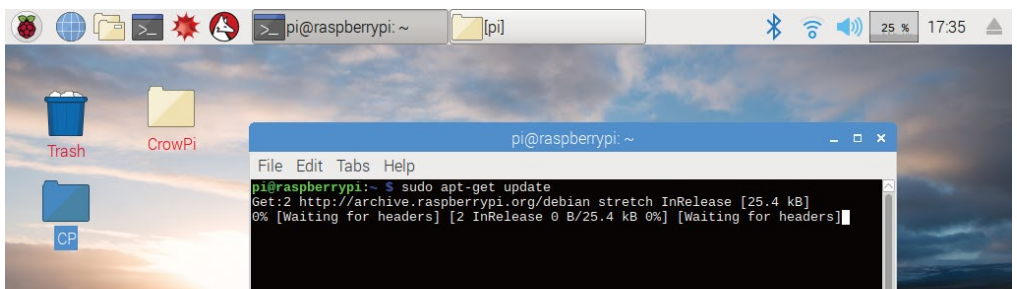 pi@raspberrypi: ~
[pi]
25 %
17:35
Trash
CrowPi
CP
pi@raspberrypi: ~
File Edit Tabs Help
pi@raspberrypi:~ $ sudo apt-get update
Get:2 http://archive.raspberrypi.org/debian stretch InRelease [25.4 kB]
0% [Waiting for headers] [2 InRelease 0 B/25.4 kB 0%] [Waiting for headers]